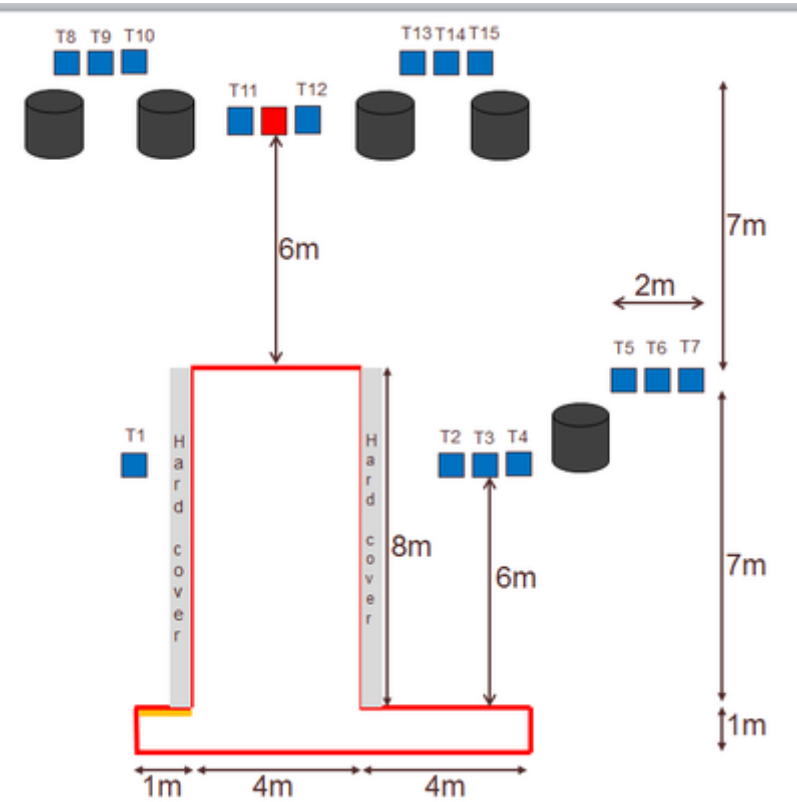 T8 T9 T10
T13 T14 T15
T11 T12
7m
6m
2m
T5 T6 T7
T1
Hard cover
Hard cover
T2 T3 T4
8m
6m
7m
1m
1m
4m
4m